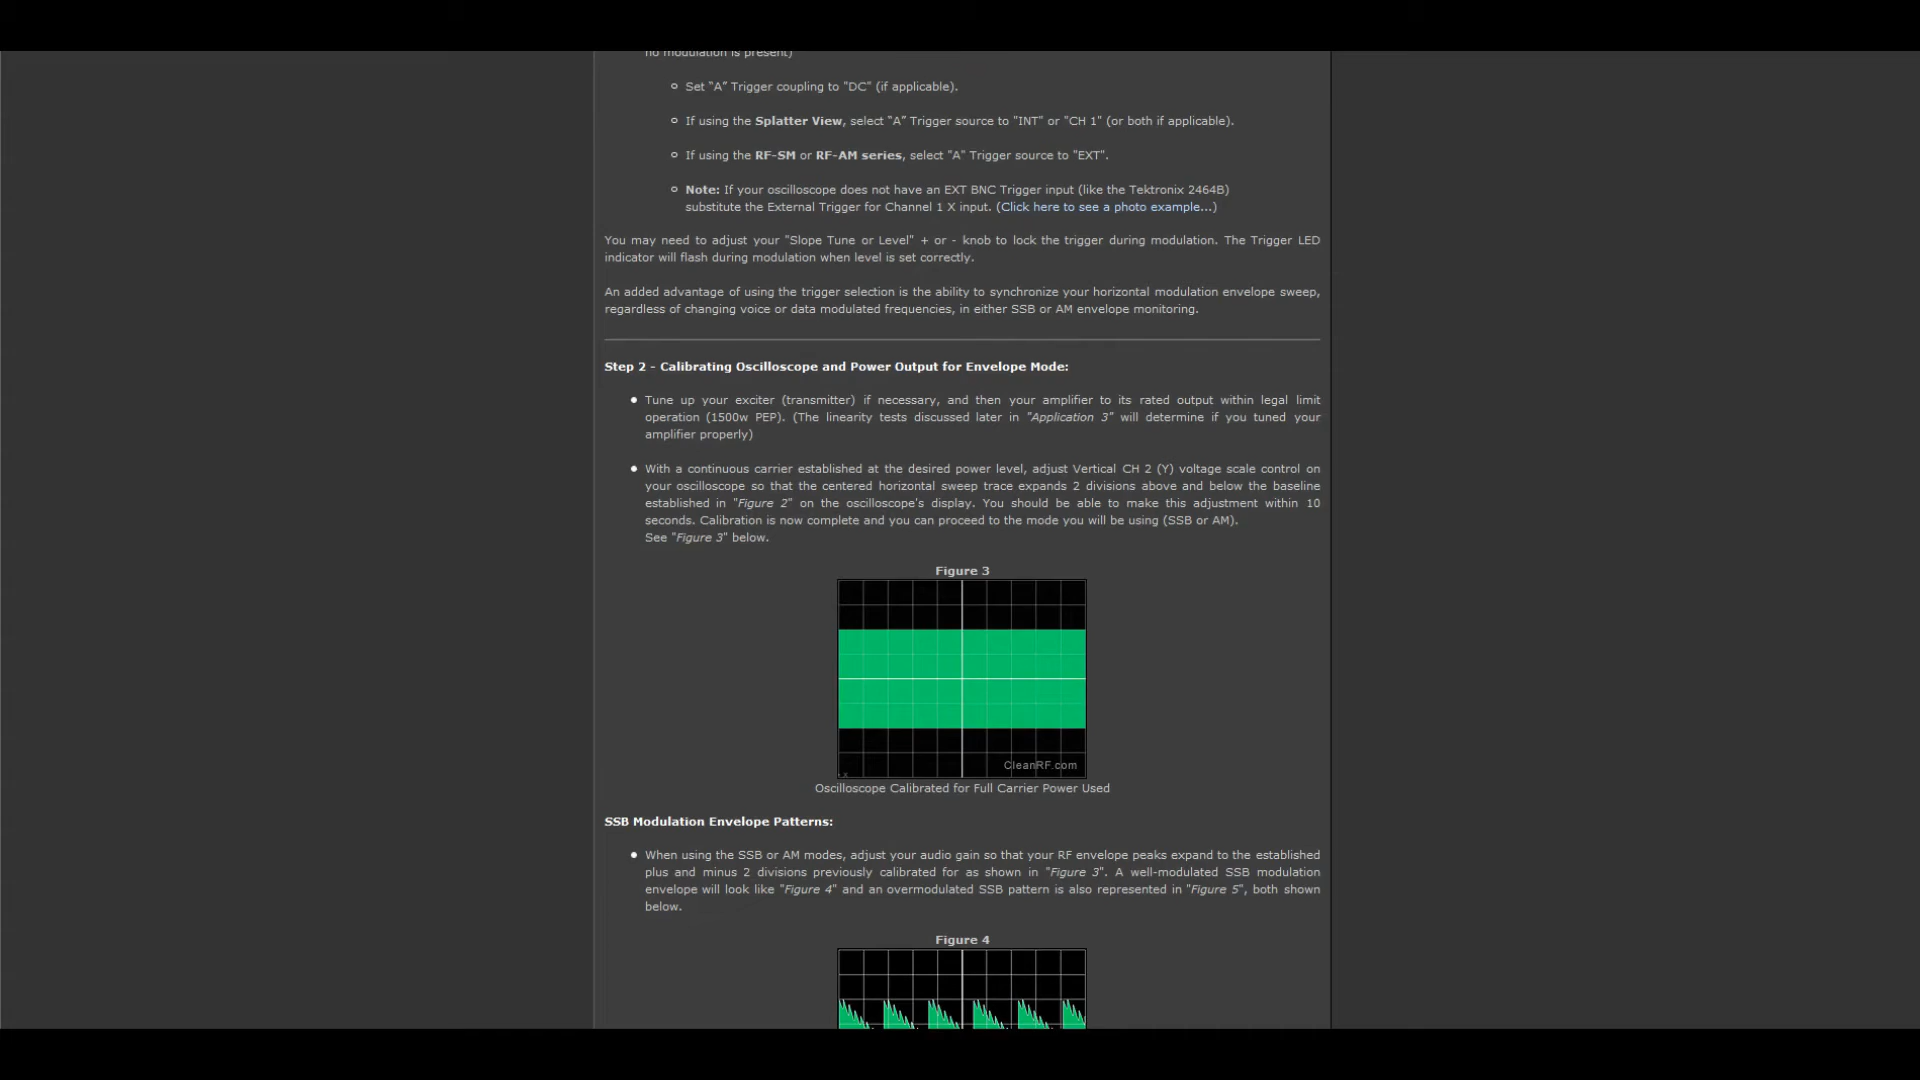 no modulation is present)
Set “A” Trigger coupling to "DC" (if applicable).
If using the Splatter View, select “A” Trigger source to "INT" or "CH 1" (or both if applicable).
If using the RF-SM or RF-AM series, select "A" Trigger source to "EXT".
Note: If your oscilloscope does not have an EXT BNC Trigger input (like the Tektronix 2464B)
substitute the External Trigger for Channel 1 X input. (Click here to see a photo example...)
You may need to adjust your "Slope Tune or Level" + or - knob to lock the trigger during modulation. The Trigger LED
indicator will flash during modulation when level is set correctly.
An added advantage of using the trigger selection is the ability to synchronize your horizontal modulation envelope sweep,
regardless of changing voice or data modulated frequencies, in either SSB or AM envelope monitoring.
Step 2 - Calibrating Oscilloscope and Power Output for Envelope Mode:
Tune up your exciter (transmitter) if necessary, and then your amplifier to its rated output within legal limit
operation (1500w PEP). (The linearity tests discussed later in "Application 3" will determine if you tuned your
amplifier properly)
With a continuous carrier established at the desired power level, adjust Vertical CH 2 (Y) voltage scale control on
your oscilloscope so that the centered horizontal sweep trace expands 2 divisions above and below the baseline
established in "Figure 2" on the oscilloscope's display. You should be able to make this adjustment within 10
seconds. Calibration is now complete and you can proceed to the mode you will be using (SSB or AM).
See "Figure 3" below.
Figure 3
CleanRF.com
Oscilloscope Calibrated for Full Carrier Power Used
SSB Modulation Envelope Patterns:
When using the SSB or AM modes, adjust your audio gain so that your RF envelope peaks expand to the established
plus and minus 2 divisions previously calibrated for as shown in "Figure 3". A well-modulated SSB modulation
envelope will look like "Figure 4" and an overmodulated SSB pattern is also represented in "Figure 5", both shown
below.
Figure 4